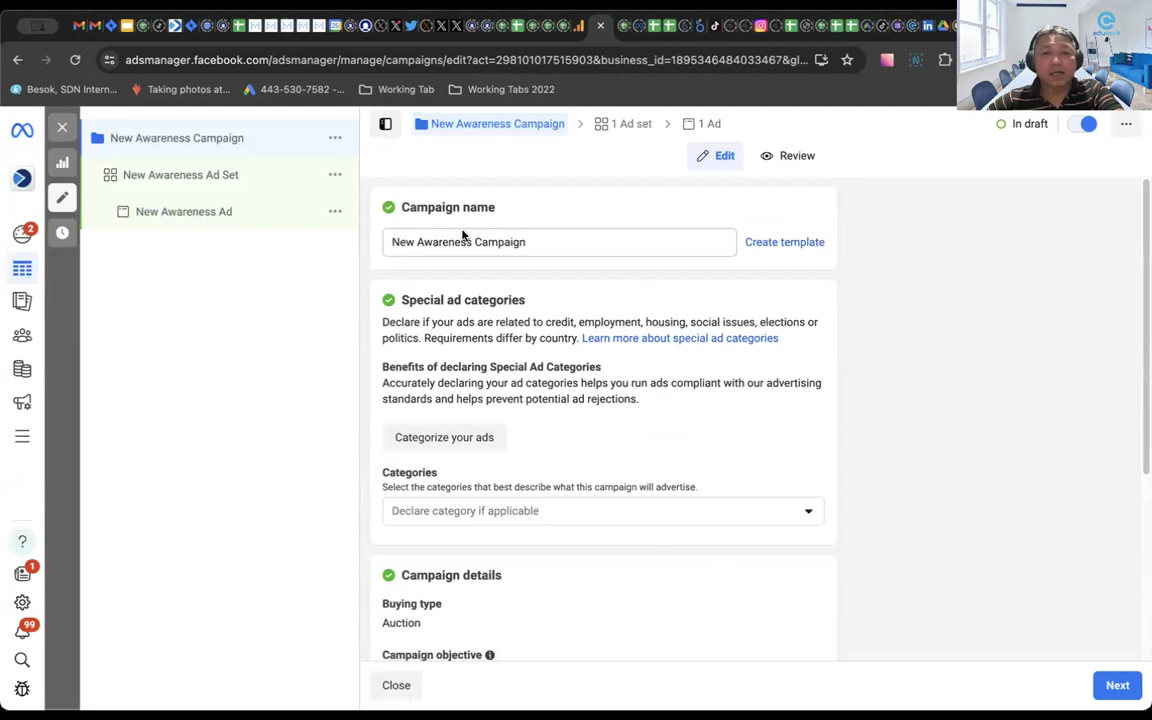 adsmanager.facebook.com/adsmanager/manage/campaigns/edit?act=298101017515903&business_id=1895346484033467&gl...
Besok, SDN Intern...
Taking photos at...
443-530-7582 -...
Working Tab
Working Tabs 2022
eduwork
New Awareness Campaign
New Awareness Ad Set
New Awareness Ad
New Awareness Campaign
1 Ad set
1 Ad
In draft
Edit
Review
Campaign name
New Awareness Campaign
Create template
Special ad categories
Declare if your ads are related to credit, employment, housing, social issues, elections or
politics. Requirements differ by country. Learn more about special ad categories
Benefits of declaring Special Ad Categories
Accurately declaring your ad categories helps you run ads compliant with our advertising
standards and helps prevent potential ad rejections.
Categorize your ads
Categories
Select the categories that best describe what this campaign will advertise.
Declare category if applicable
Campaign details
Buying type
Auction
Campaign objective
Close
Next
2
1
99